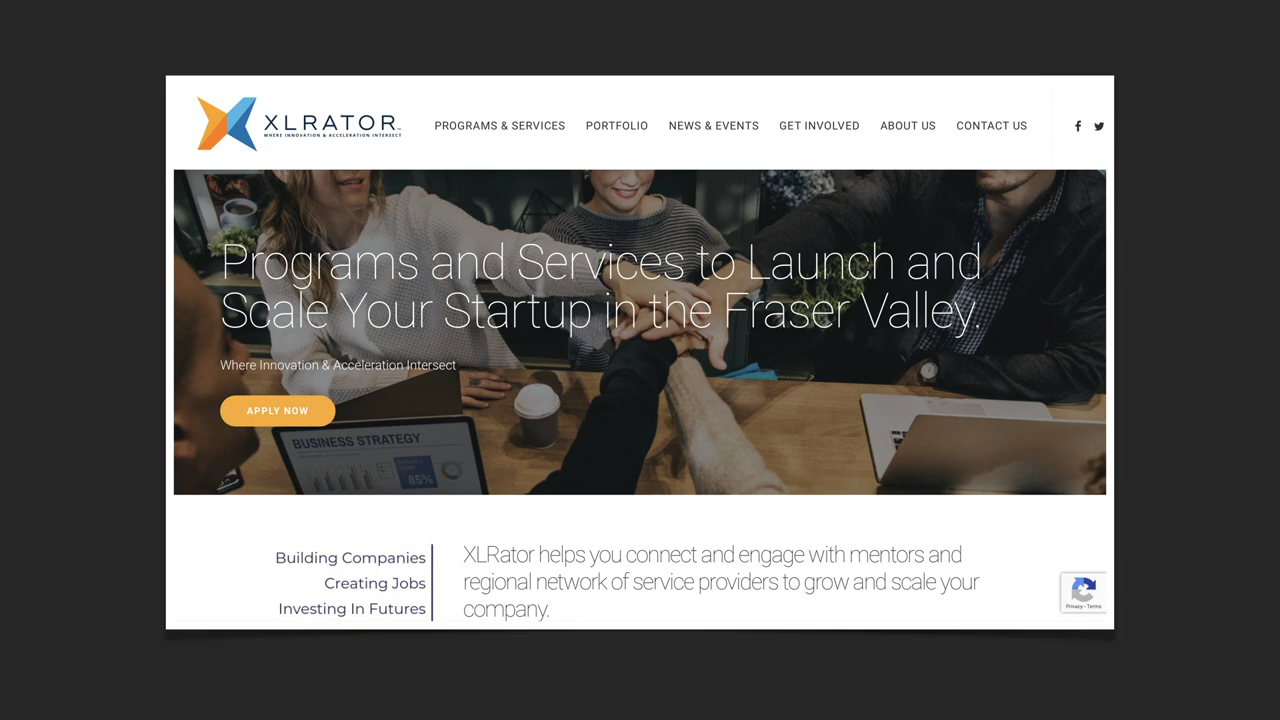 XLRATOR
WHERE INNOVATION & ACCELERATION INTERSECT
PROGRAMS & SERVICES
PORTFOLIO
NEWS & EVENTS
GET INVOLVED
ABOUT US
CONTACT US
Programs and Services to Launch and
Scale Your Startup in the Fraser Valley.
Where Innovation & Acceleration Intersect
APPLY NOW
BUSINESS STRATEGY
85%
Building Companies
Creating Jobs
Investing In Futures
XLRator helps you connect and engage with mentors and
regional network of service providers to grow and scale your
company.
Privacy - Terms